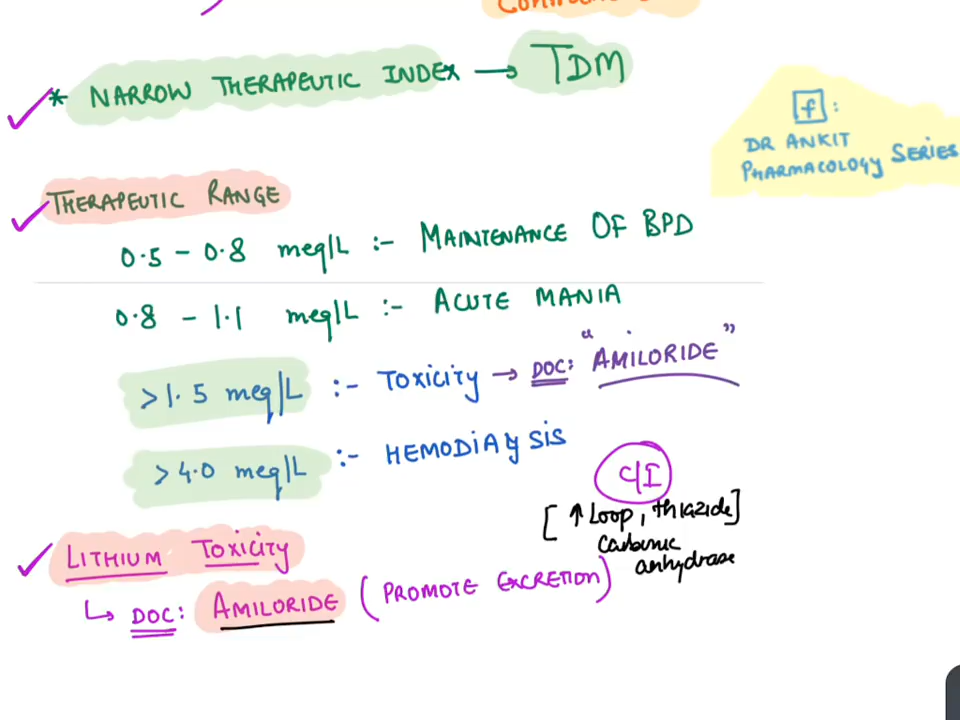 * NARROW THERAPEUTIC INDEX → TDM
f :
DR ANKIT
PHARMACOLOGY SERIES
THERAPEUTIC RANGE
0.5 - 0.8 meq/L :- MAINTENANCE OF BPD
0.8 - 1.1 meq/L :- ACUTE MANIA
>1.5 meq/L :- TOXICITY → DOC: "AMILORIDE"
>4.0 meq/L :- HEMODIALYSIS
C/I
[↑ Loop, thiazide]
carbonic
anhydrase
LITHIUM TOXICITY
↳ DOC: AMILORIDE (PROMOTE EXCRETION)